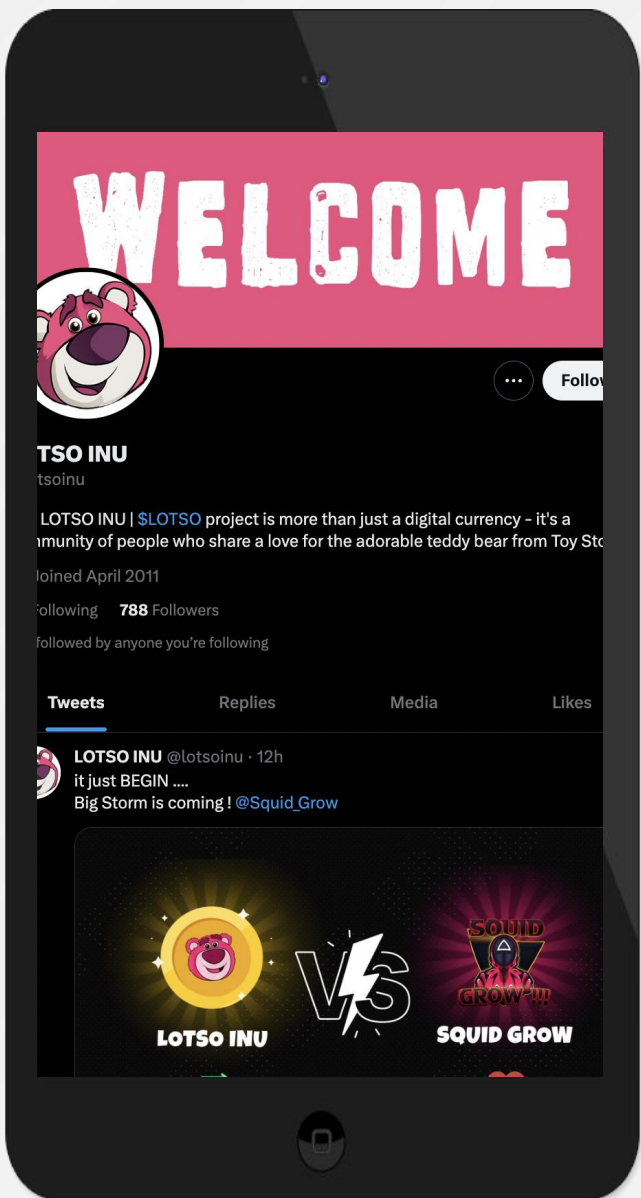 WELCOME
Follow
TSO INU
tsoinu
LOTSO INU | $LOTSO project is more than just a digital currency - it's a
munity of people who share a love for the adorable teddy bear from Toy Sto
Joined April 2011
Following 788 Followers
followed by anyone you're following
Tweets Replies Media Likes
LOTSO INU @lotsoinu · 12h
it just BEGIN ....
Big Storm is coming ! @Squid_Grow
VS
SQUID
GROW !!!
LOTSO INU
SQUID GROW